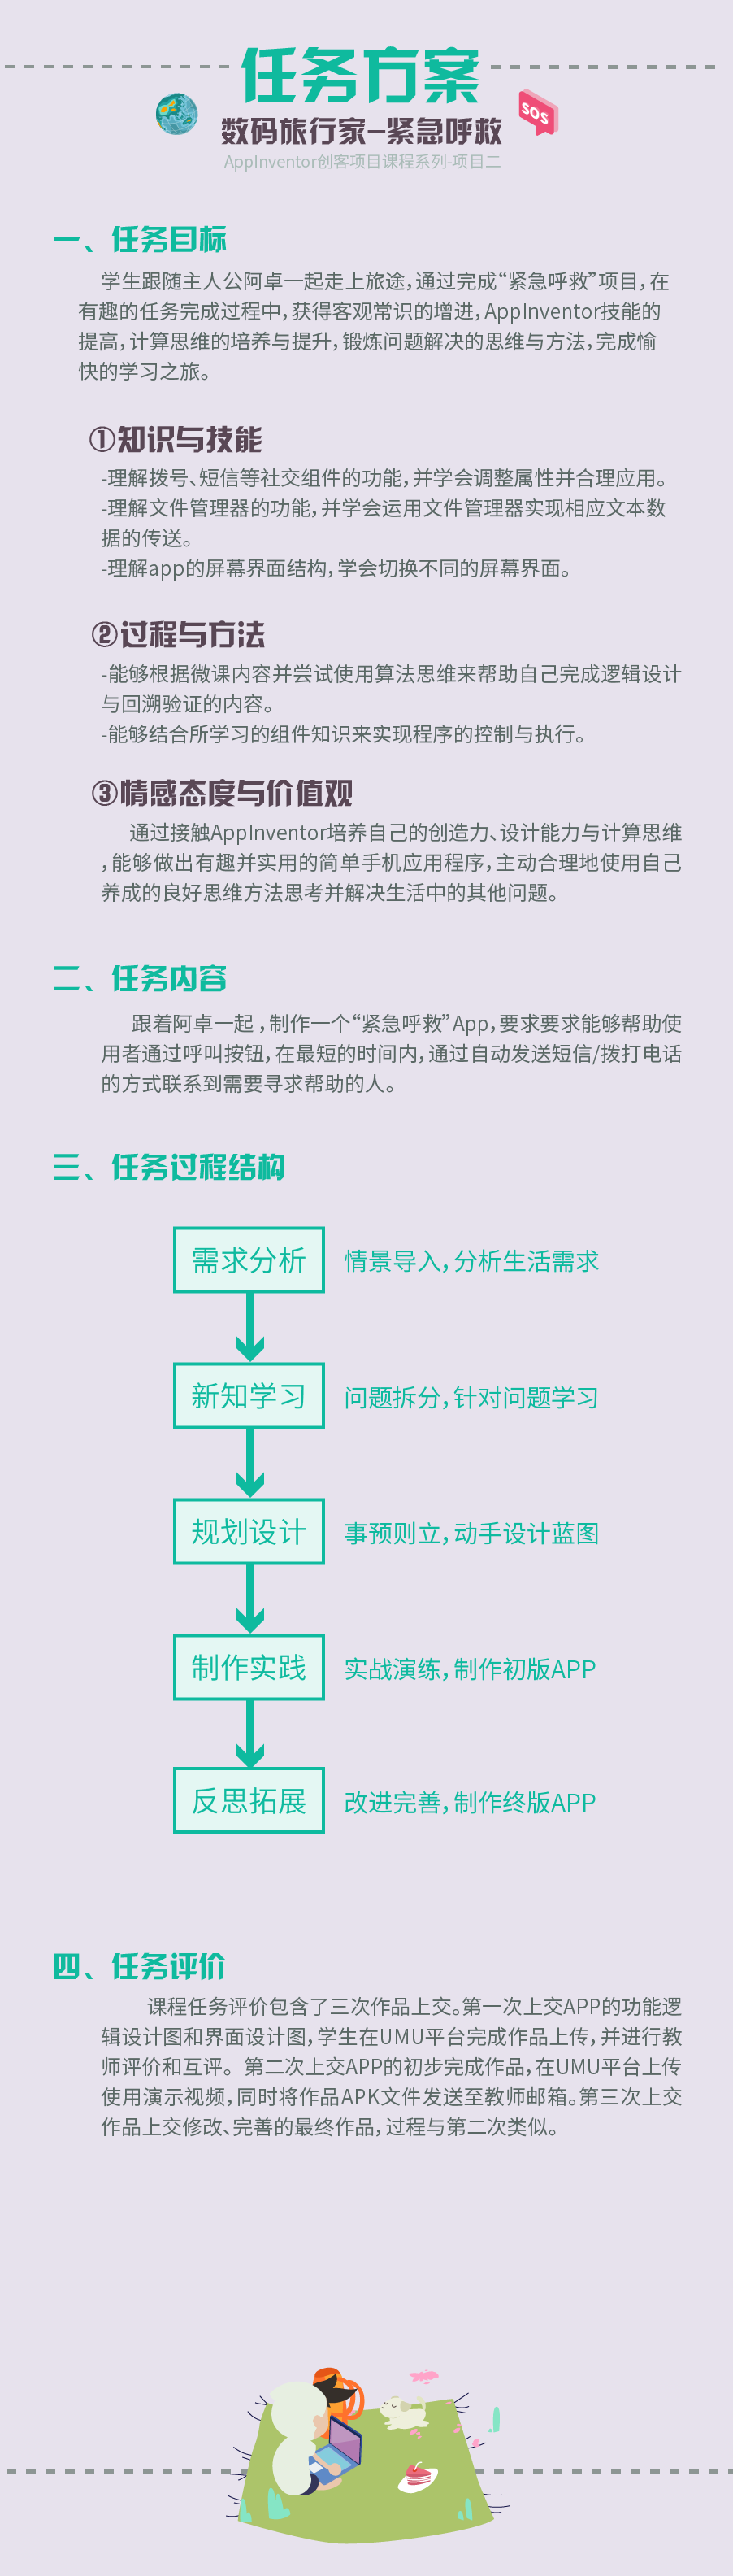 任务方案
数码旅行家—紧急呼救
SOS
AppInventor创客项目课程系列-项目二
一、任务目标
学生跟随主人公阿卓一起走上旅途，通过完成“紧急呼救”项目，在
有趣的任务完成过程中，获得客观常识的增进，AppInventor技能的
提高，计算思维的培养与提升，锻炼问题解决的思维与方法，完成愉
快的学习之旅。
①知识与技能
-理解拨号、短信等社交组件的功能，并学会调整属性并合理应用。
-理解文件管理器的功能，并学会运用文件管理器实现相应文本数
据的传送。
-理解app的屏幕界面结构，学会切换不同的屏幕界面。
②过程与方法
-能够根据微课内容并尝试使用算法思维来帮助自己完成逻辑设计
与回溯验证的内容。
-能够结合所学习的组件知识来实现程序的控制与执行。
③情感态度与价值观
通过接触AppInventor培养自己的创造力、设计能力与计算思维
，能够做出有趣并实用的简单手机应用程序，主动合理地使用自己
养成的良好思维方法思考并解决生活中的其他问题。
二、任务内容
跟着阿卓一起 ，制作一个“紧急呼救”App，要求要求能够帮助使
用者通过呼叫按钮，在最短的时间内，通过自动发送短信/拨打电话
的方式联系到需要寻求帮助的人。
三、任务过程结构
需求分析 情景导入，分析生活需求
新知学习 问题拆分，针对问题学习
规划设计 事预则立，动手设计蓝图
制作实践 实战演练，制作初版APP
反思拓展 改进完善，制作终版APP
四、任务评价
课程任务评价包含了三次作品上交。第一次上交APP的功能逻
辑设计图和界面设计图，学生在UMU平台完成作品上传，并进行教
师评价和互评。 第二次上交APP的初步完成作品，在UMU平台上传
使用演示视频，同时将作品APK文件发送至教师邮箱。第三次上交
作品上交修改、完善的最终作品，过程与第二次类似。